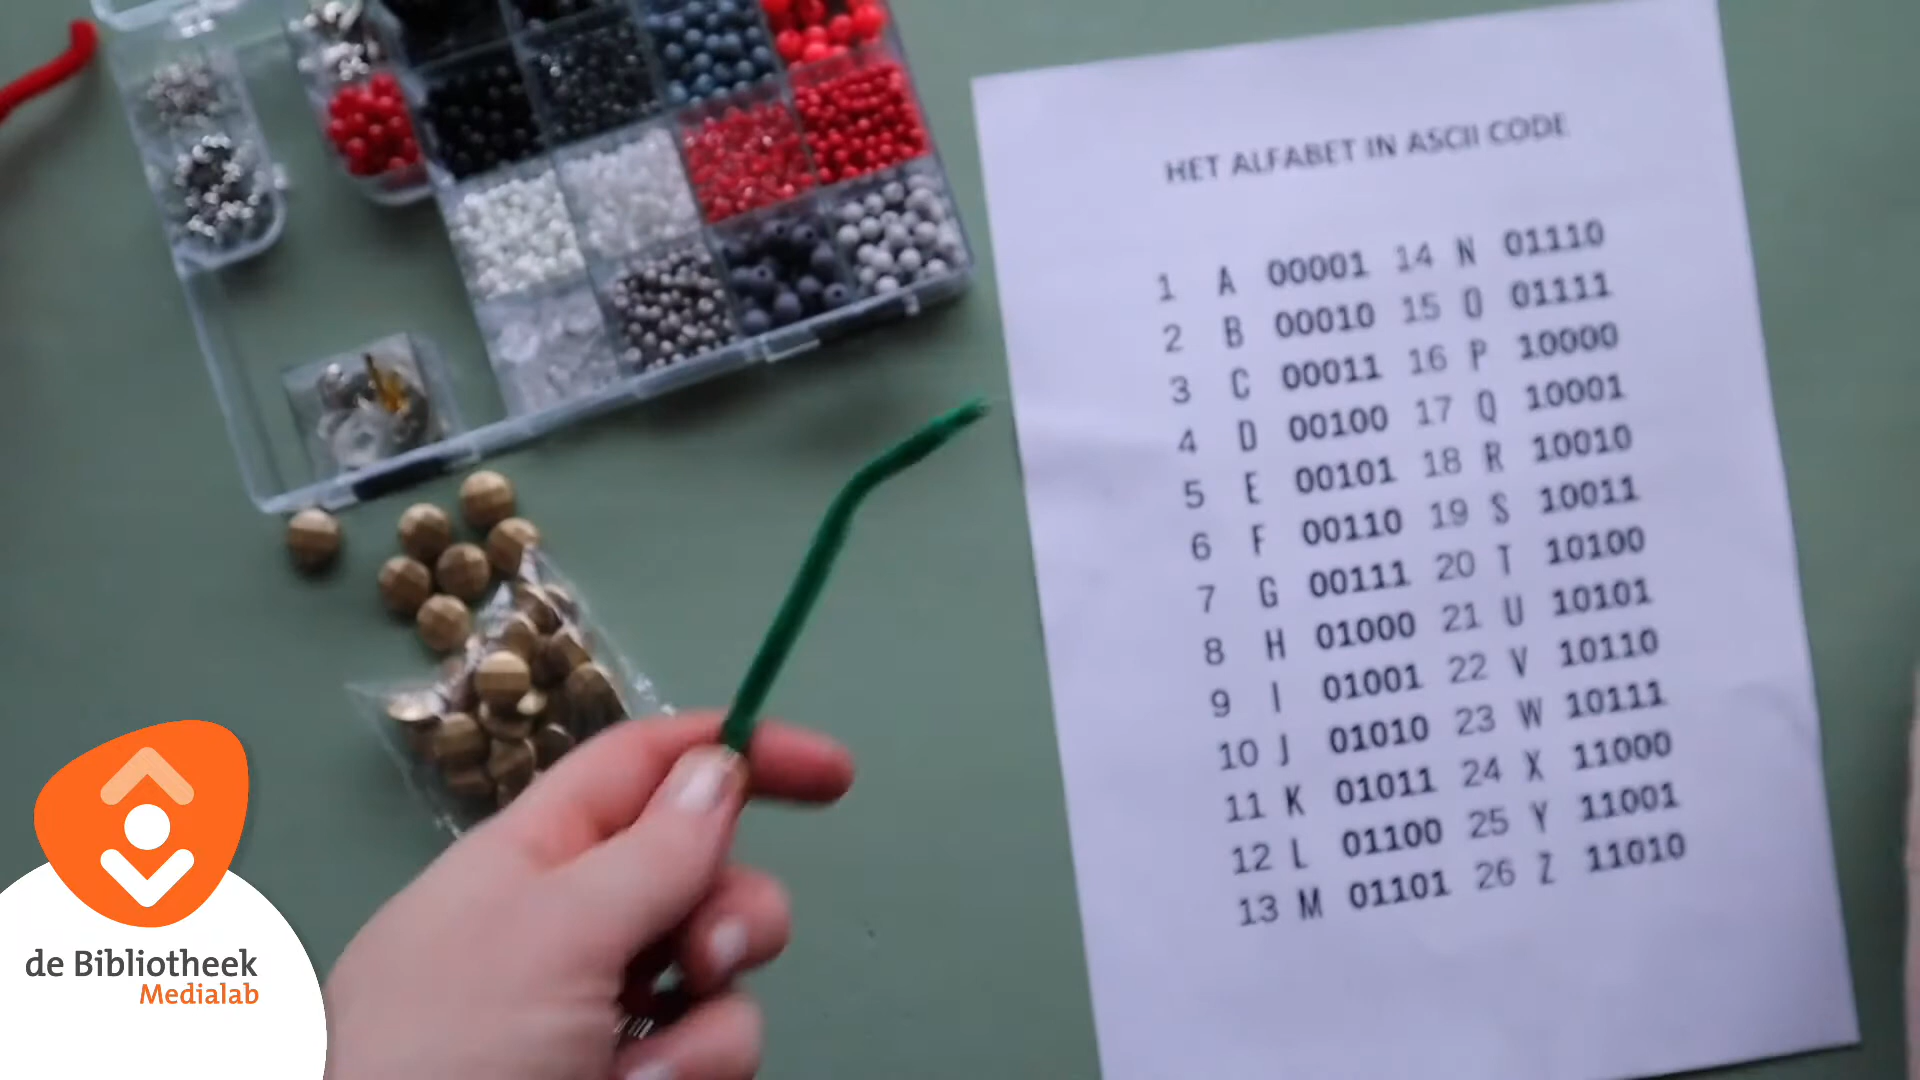 HET ALFABET IN ASCII CODE
1 A 00001 14 N 01110
2 B 00010 15 O 01111
3 C 00011 16 P 10000
4 D 00100 17 Q 10001
5 E 00101 18 R 10010
6 F 00110 19 S 10011
7 G 00111 20 T 10100
8 H 01000 21 U 10101
9 I 01001 22 V 10110
10 J 01010 23 W 10111
11 K 01011 24 X 11000
12 L 01100 25 Y 11001
13 M 01101 26 Z 11010
de Bibliotheek
Medialab